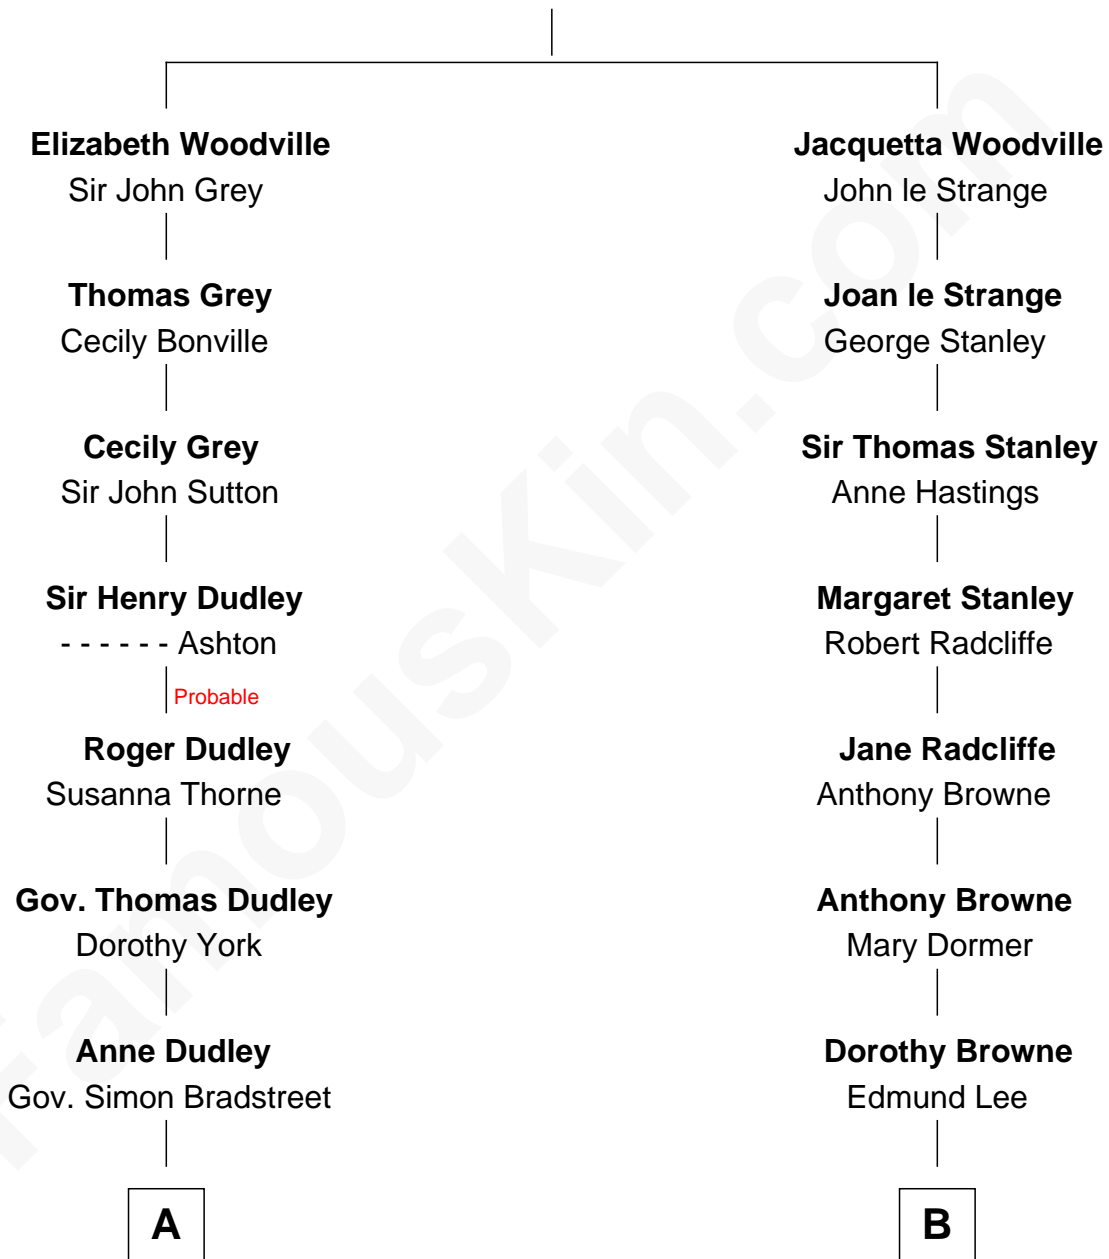 Elizabeth Woodville
Sir John Grey
Thomas Grey
Cecily Bonville
Cecily Grey
Sir John Sutton
Sir Henry Dudley
- - - - - - Ashton
Probable
Roger Dudley
Susanna Thorne
Gov. Thomas Dudley
Dorothy York
Anne Dudley
Gov. Simon Bradstreet
A
Jacquetta Woodville
John le Strange
Joan le Strange
George Stanley
Sir Thomas Stanley
Anne Hastings
Margaret Stanley
Robert Radcliffe
Jane Radcliffe
Anthony Browne
Anthony Browne
Mary Dormer
Dorothy Browne
Edmund Lee
B
FamousKin.com